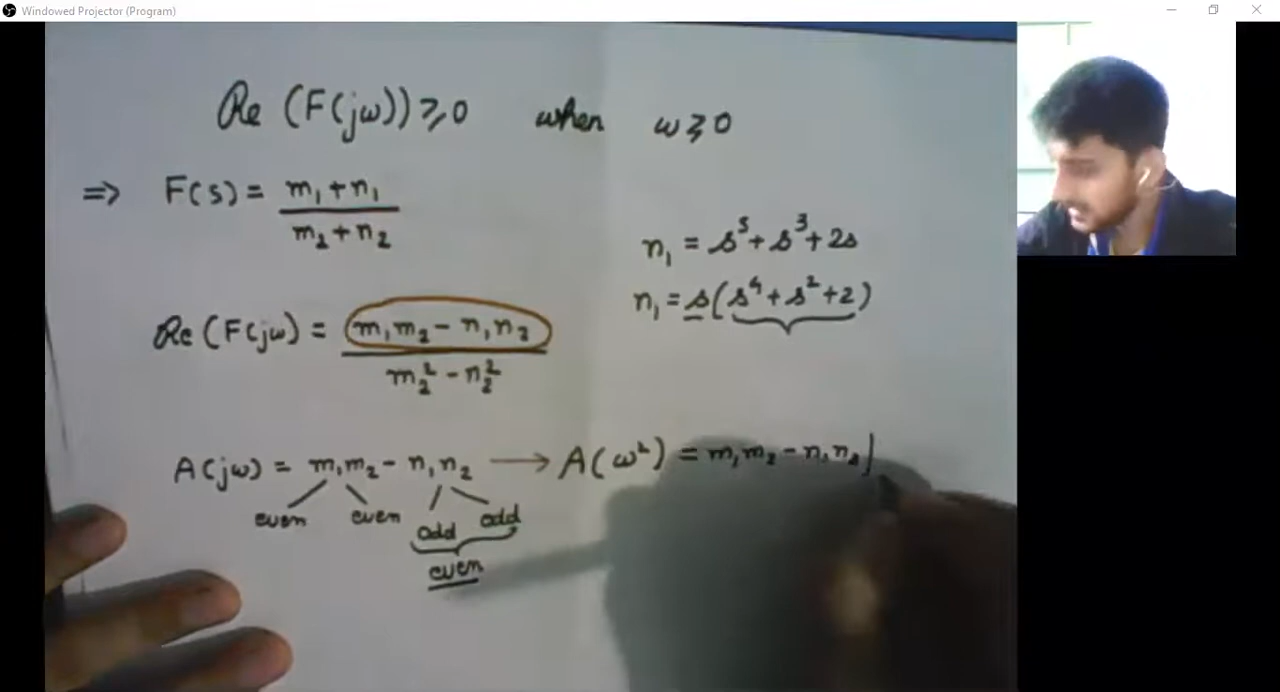 Windowed Projector (Program)
Re (F(jω)) ≥ 0 when ω ≥ 0
⇒ F(s) = (m₁ + n₁) / (m₂ + n₂)
n₁ = s⁵ + s³ + 2s
n₁ = s(s⁴ + s² + 2)
Re (F(jω) = (m₁m₂ - n₁n₂) / (m₂² - n₂²)
A(jω) = m₁m₂ - n₁n₂ → A(ω²) = m₁m₂ - n₁n₂|
even even odd odd
even